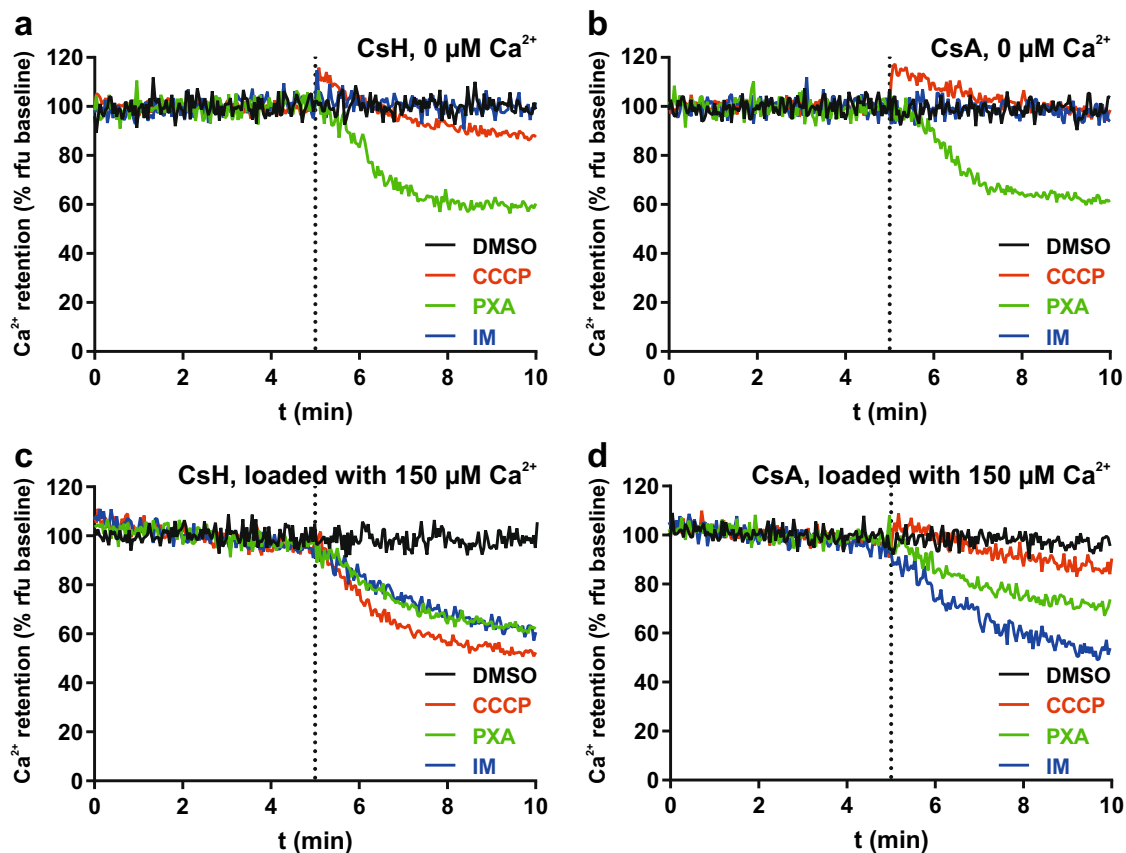 a
CsH, 0 µM Ca²⁺
Ca²⁺ retention (% rfu baseline)
120
100
80
60
40
20
0
DMSO
CCCP
PXA
IM
0 2 4 6 8 10
t (min)
b
CsA, 0 µM Ca²⁺
Ca²⁺ retention (% rfu baseline)
120
100
80
60
40
20
0
DMSO
CCCP
PXA
IM
0 2 4 6 8 10
t (min)
c
CsH, loaded with 150 µM Ca²⁺
Ca²⁺ retention (% rfu baseline)
120
100
80
60
40
20
0
DMSO
CCCP
PXA
IM
0 2 4 6 8 10
t (min)
d
CsA, loaded with 150 µM Ca²⁺
Ca²⁺ retention (% rfu baseline)
120
100
80
60
40
20
0
DMSO
CCCP
PXA
IM
0 2 4 6 8 10
t (min)